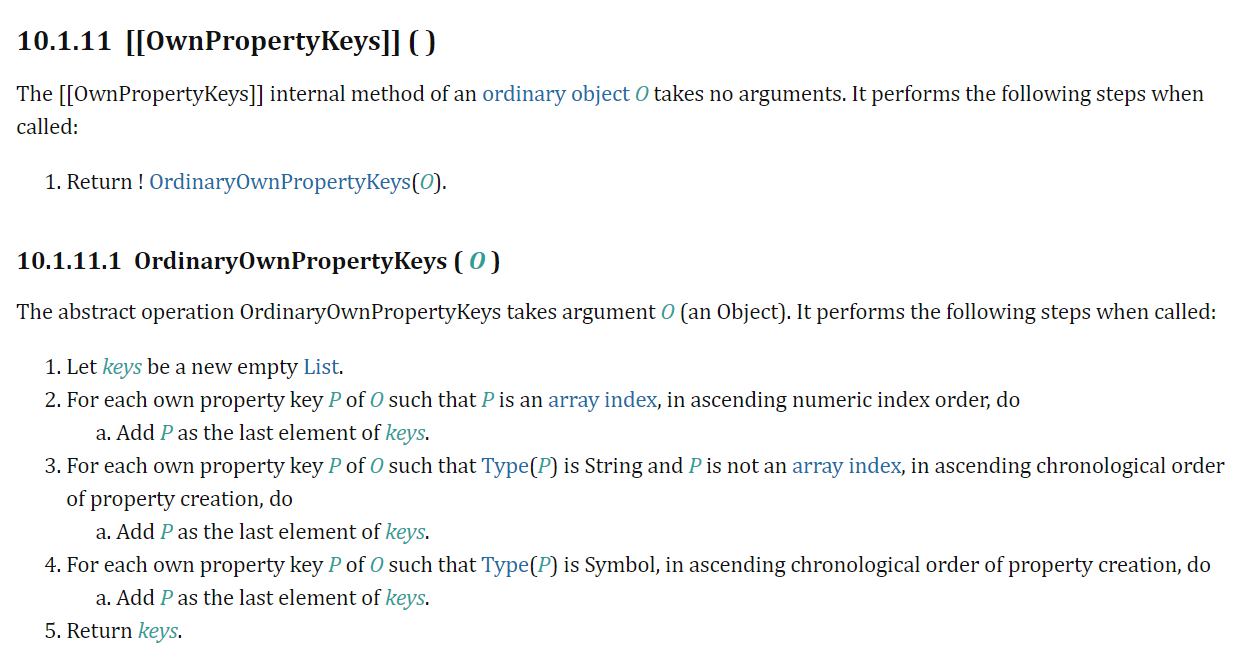 10.1.11 [[OwnPropertyKeys]] ( )
The [[OwnPropertyKeys]] internal method of an ordinary object O takes no arguments. It performs the following steps when
called:
1. Return ! OrdinaryOwnPropertyKeys(O).
10.1.11.1 OrdinaryOwnPropertyKeys ( O )
The abstract operation OrdinaryOwnPropertyKeys takes argument O (an Object). It performs the following steps when called:
1. Let keys be a new empty List.
2. For each own property key P of O such that P is an array index, in ascending numeric index order, do
a. Add P as the last element of keys.
3. For each own property key P of O such that Type(P) is String and P is not an array index, in ascending chronological order
of property creation, do
a. Add P as the last element of keys.
4. For each own property key P of O such that Type(P) is Symbol, in ascending chronological order of property creation, do
a. Add P as the last element of keys.
5. Return keys.